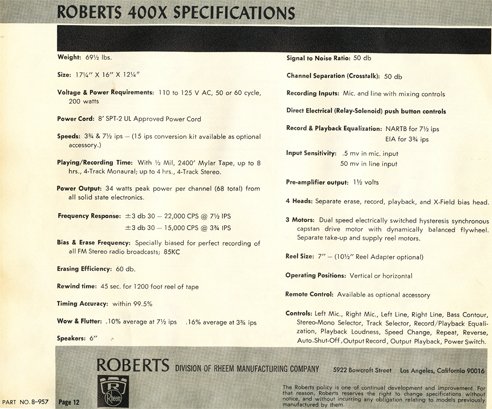 ROBERTS 400X SPECIFICATIONS
Weight: 69½ lbs.
Size: 17¼" X 16" X 12¼"
Voltage & Power Requirements: 110 to 125 V AC, 50 or 60 cycle,
200 watts
Power Cord: 8' SPT-2 UL Approved Power Cord
Speeds: 3¾ & 7½ ips – (15 ips conversion kit available as optional
accessory.)
Playing/Recording Time: With ½ Mil, 2400' Mylar Tape, up to 8
hrs., 4-Track Monaural; up to 4 hrs., 4-Track Stereo.
Power Output: 34 watts peak power per channel (68 total) from
all solid state electronics.
Frequency Response: ±3 db 30 – 22,000 CPS @ 7½ IPS
±3 db 30 – 15,000 CPS @ 3¾ IPS
Bias & Erase Frequency: Specially biased for perfect recording of
all FM Stereo radio broadcasts; 85KC
Erasing Efficiency: 60 db.
Rewind time: 45 sec. for 1200 foot reel of tape
Timing Accuracy: within 99.5%
Wow & Flutter: .10% average at 7½ ips .16% average at 3¾ ips
Speakers: 6"
Signal to Noise Ratio: 50 db
Channel Separation (Crosstalk): 50 db
Recording Inputs: Mic. and line with mixing controls
Direct Electrical (Relay-Solenoid) push button controls
Record & Playback Equalization: NARTB for 7½ ips
EIA for 3¾ ips
Input Sensitivity: .5 mv in mic. input
50 mv in line input
Pre-amplifier output: 1½ volts
4 Heads: Separate erase, record, playback, and X-Field bias head.
3 Motors: Dual speed electrically switched hysteresis synchronous
capstan drive motor with dynamically balanced flywheel.
Separate take-up and supply reel motors.
Reel Size: 7" – (10½" Reel Adapter optional)
Operating Positions: Vertical or horizontal
Remote Control: Available as optional accessory
Controls: Left Mic., Right Mic., Left Line, Right Line, Bass Contour,
Stereo-Mono Selector, Track Selector, Record/Playback Equali-
zation, Playback Loudness, Speed Change, Repeat, Reverse,
Auto Shut-Off, Output Record, Output Playback, Power Switch.
ROBERTS DIVISION OF RHEEM MANUFACTURING COMPANY 5922 Bowcroft Street Los Angeles, California 90016
R
Roberts
The Roberts policy is one of continual development and improvement. For
that reason, Roberts reserves the right to change specifications without
notice, and without incurring any obligation relating to models previously
manufactured by them.
PART NO. 8-957 Page 12